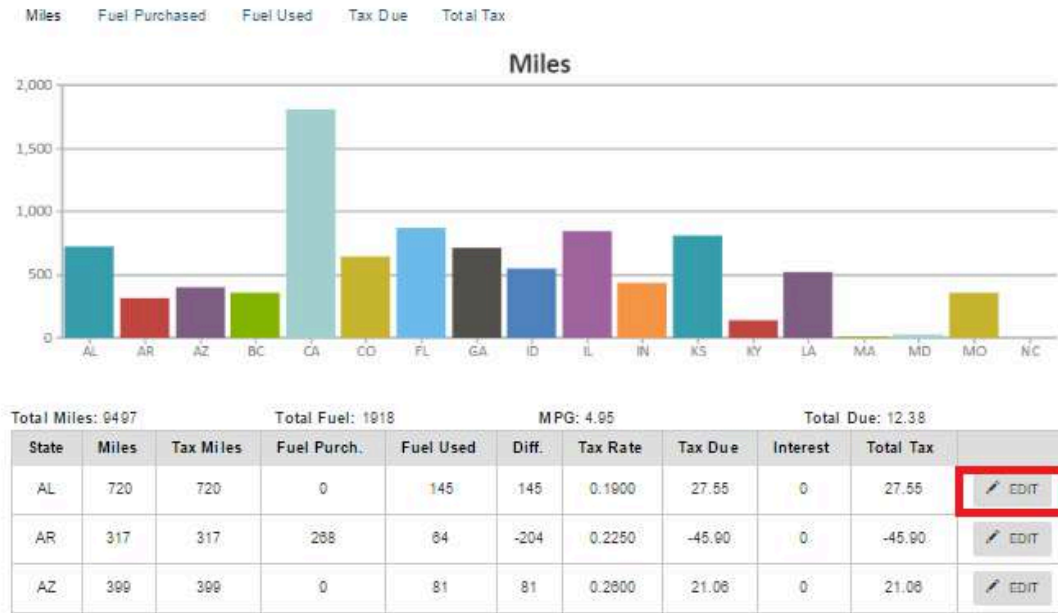 Miles Fuel Purchased Fuel Used Tax Due Total Tax
Miles
2,000
1,500
1,000
500
0
AL AR AZ BC CA CO FL GA ID IL IN KS KY LA MA MD MO NC
Total Miles: 9497 Total Fuel: 1918 MPG: 4.95 Total Due: 12.38
State Miles Tax Miles Fuel Purch. Fuel Used Diff. Tax Rate Tax Due Interest Total Tax
AL 720 720 0 145 145 0.1900 27.55 0 27.55 EDIT
AR 317 317 268 64 -204 0.2250 -45.90 0 -45.90 EDIT
AZ 399 399 0 81 81 0.2600 21.06 0 21.06 EDIT